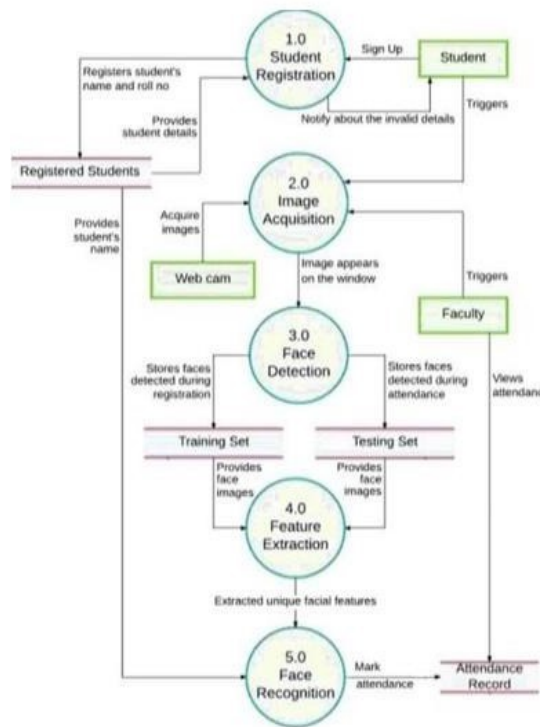 1.0
Student
Registration
Sign Up
Student
Registers student's
name and roll no
Provides
student details
Notify about the invalid details
Triggers
Registered Students
2.0
Image
Acquisition
Provides
student's
name
Acquire
images
Web cam
Image appears
on the window
Triggers
Faculty
3.0
Face
Detection
Stores faces
detected during
registration
Stores faces
detected during
attendance
Views
attendanc
Training Set
Testing Set
Provides
face
images
Provides
face
images
4.0
Feature
Extraction
Extracted unique facial features
5.0
Face
Recognition
Mark
attendance
Attendance
Record